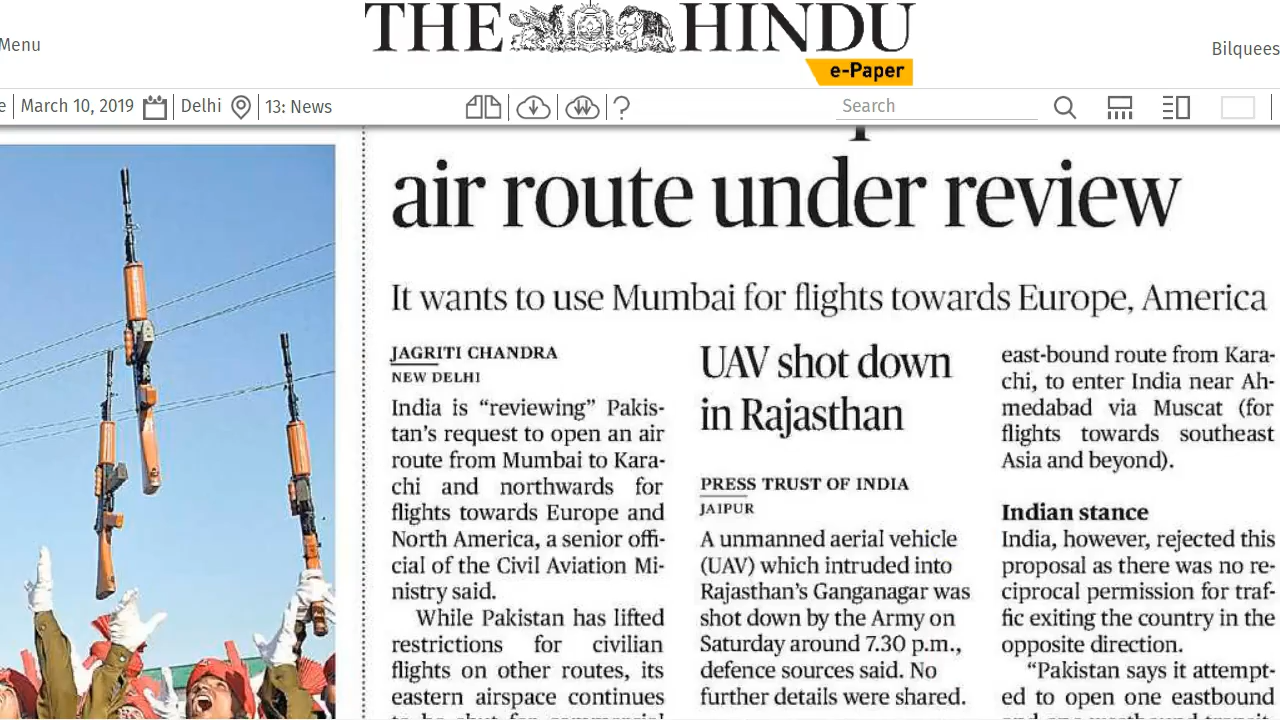 THE HINDU
e-Paper
Menu
Bilquees
e
March 10, 2019
Delhi
13: News
?
Search
air route under review
It wants to use Mumbai for flights towards Europe, America
JAGRITI CHANDRA
NEW DELHI
India is “reviewing” Pakis-
tan’s request to open an air
route from Mumbai to Kara-
chi and northwards for
flights towards Europe and
North America, a senior offi-
cial of the Civil Aviation Mi-
nistry said.
While Pakistan has lifted
restrictions for civilian
flights on other routes, its
eastern airspace continues
UAV shot down
in Rajasthan
PRESS TRUST OF INDIA
JAIPUR
A unmanned aerial vehicle
(UAV) which intruded into
Rajasthan’s Ganganagar was
shot down by the Army on
Saturday around 7.30 p.m.,
defence sources said. No
further details were shared.
east-bound route from Kara-
chi, to enter India near Ah-
medabad via Muscat (for
flights towards southeast
Asia and beyond).
Indian stance
India, however, rejected this
proposal as there was no re-
ciprocal permission for traf-
fic exiting the country in the
opposite direction.
“Pakistan says it attempt-
ed to open one eastbound